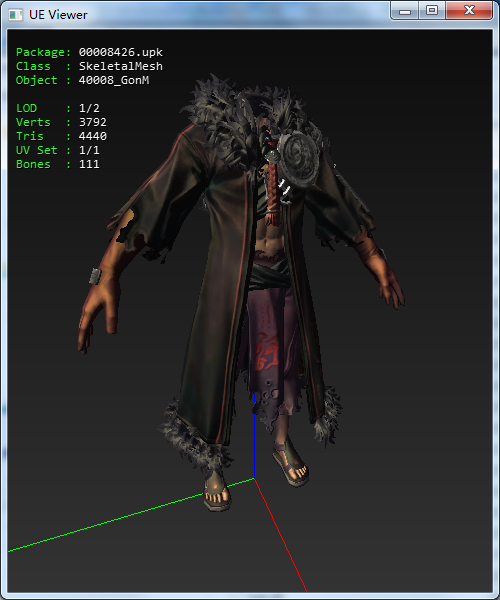 UE Viewer
Package: 00008426.upk
Class  : SkeletalMesh
Object : 40008_GonM
LOD    : 1/2
Verts  : 3792
Tris   : 4440
UV Set : 1/1
Bones  : 111